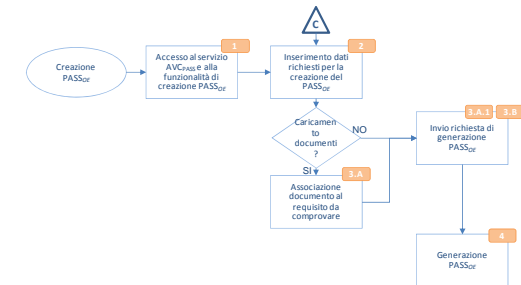 C
1
2
Creazione
PASSOE
Accesso al servizio
AVCPASS e alla
funzionalità di
creazione PASSOE
Inserimento dati
richiesti per la
creazione del
PASSOE
3.A.1
3.B
Caricamen
to
documenti
?
NO
Invio richiesta di
generazione
PASSOE
SI
3.A
Associazione
documento al
requisito da
comprovare
4
Generazione
PASSOE